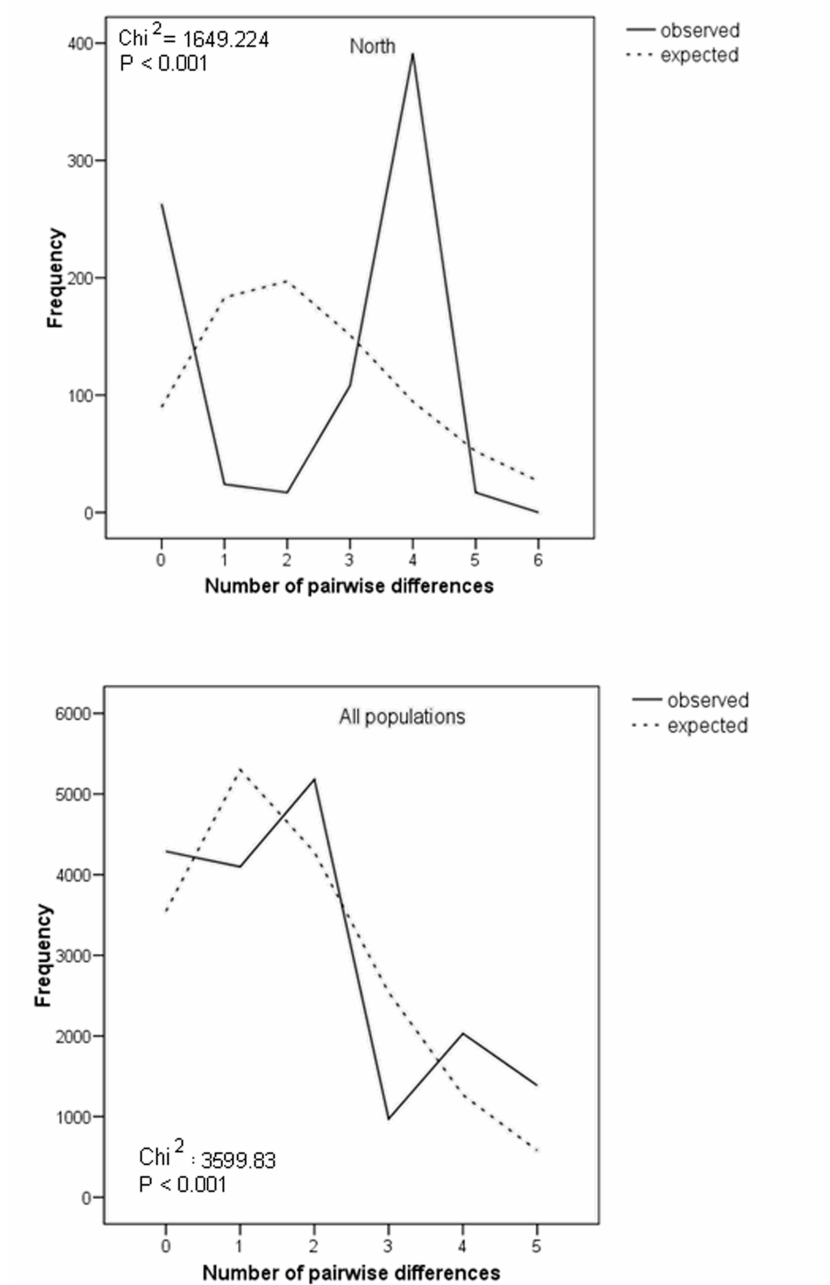 Chi² = 1649.224
P < 0.001
North
observed
expected
400
300
200
100
0
Frequency
0 1 2 3 4 5 6
Number of pairwise differences
All populations
observed
expected
6000
5000
4000
3000
2000
1000
0
Frequency
Chi² : 3599.83
P < 0.001
0 1 2 3 4 5
Number of pairwise differences